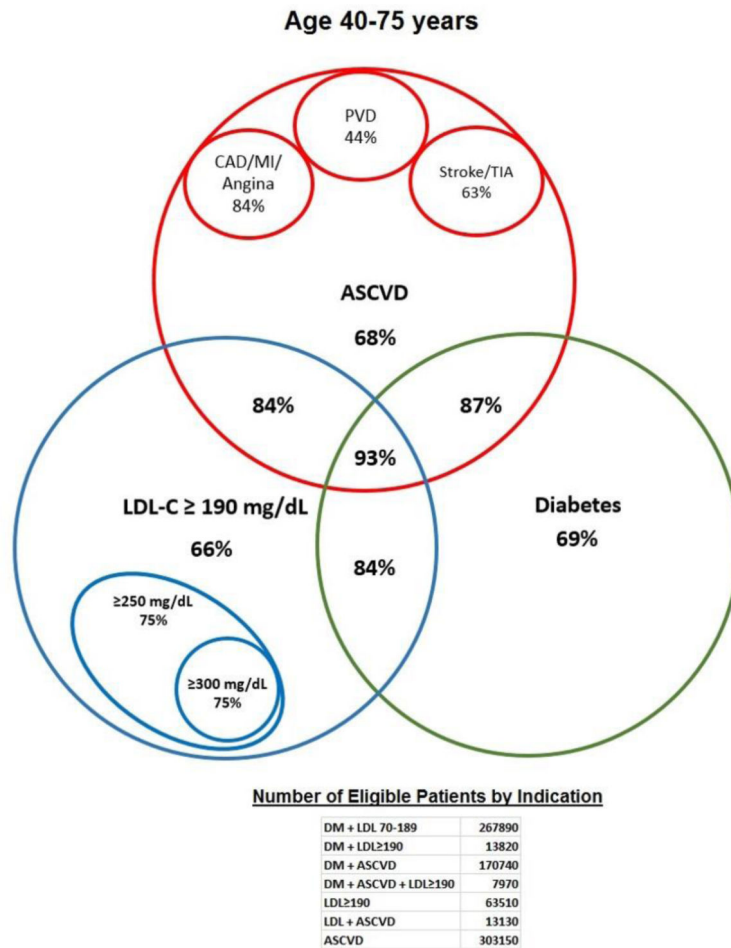 Age 40-75 years
PVD
44%
CAD/MI/
Angina
84%
Stroke/TIA
63%
ASCVD
68%
84%
87%
93%
LDL-C ≥ 190 mg/dL
66%
Diabetes
69%
84%
≥250 mg/dL
75%
≥300 mg/dL
75%
Number of Eligible Patients by Indication
DM + LDL 70-189 267890
DM + LDL≥190 13820
DM + ASCVD 170740
DM + ASCVD + LDL≥190 7970
LDL≥190 63510
LDL + ASCVD 13130
ASCVD 303150